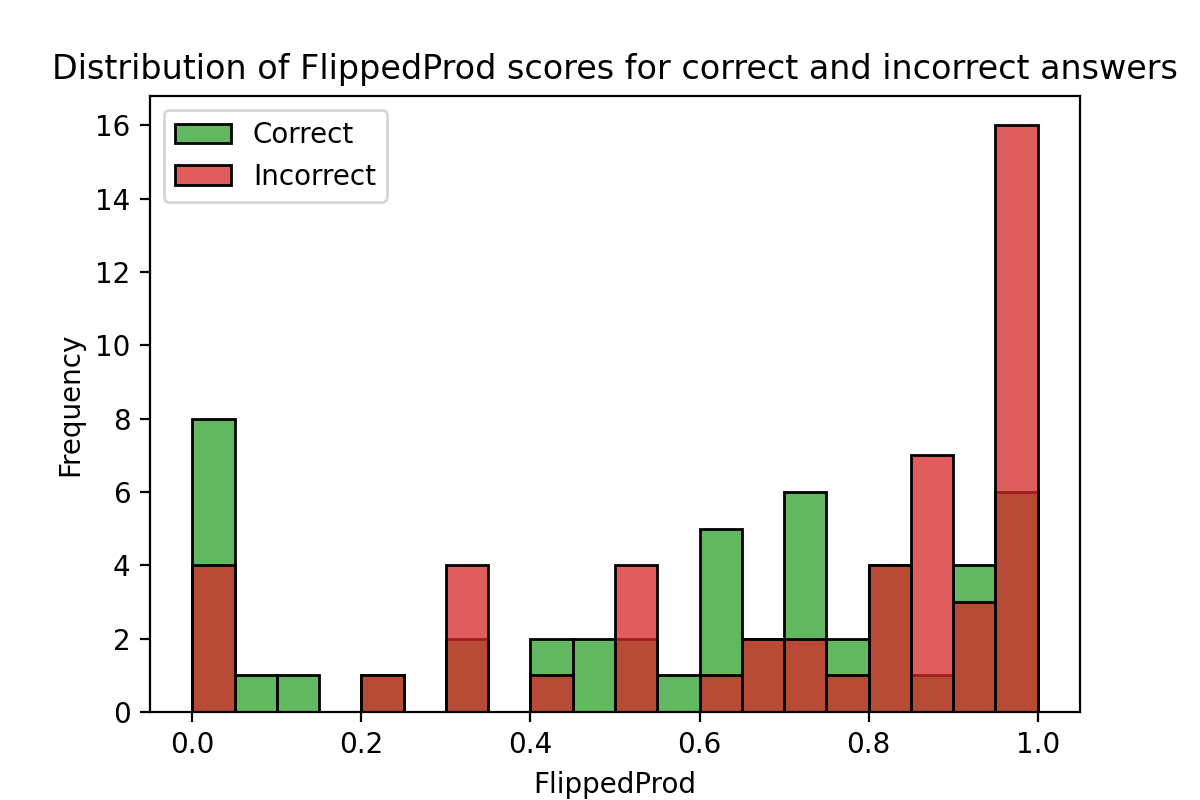 Distribution of FlippedProd scores for correct and incorrect answers
Correct
Incorrect
16
14
12
10
8
6
4
2
0
Frequency
0.0 0.2 0.4 0.6 0.8 1.0
FlippedProd